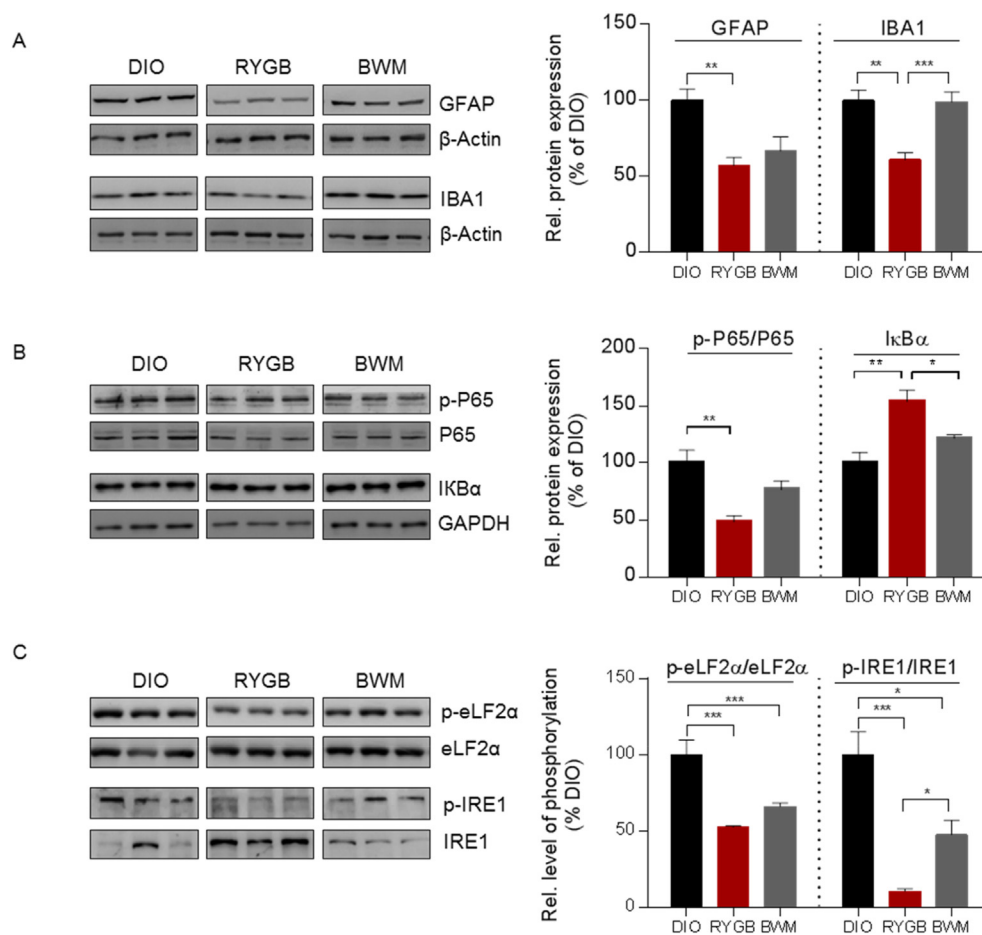 A
DIO RYGB BWM
GFAP
β-Actin
IBA1
β-Actin
Rel. protein expression
(% of DIO)
150
100
50
0
GFAP IBA1
** ** ***
DIO RYGB BWM DIO RYGB BWM
B
DIO RYGB BWM
p-P65
P65
IKBα
GAPDH
Rel. protein expression
(% of DIO)
200
150
100
50
0
p-P65/P65 IκBα
** ** *
DIO RYGB BWM DIO RYGB BWM
C
DIO RYGB BWM
p-eLF2α
eLF2α
p-IRE1
IRE1
Rel. level of phosphorylation
(% DIO)
150
100
50
0
p-eLF2α/eLF2α p-IRE1/IRE1
*** *
*** ***
*
DIO RYGB BWM DIO RYGB BWM